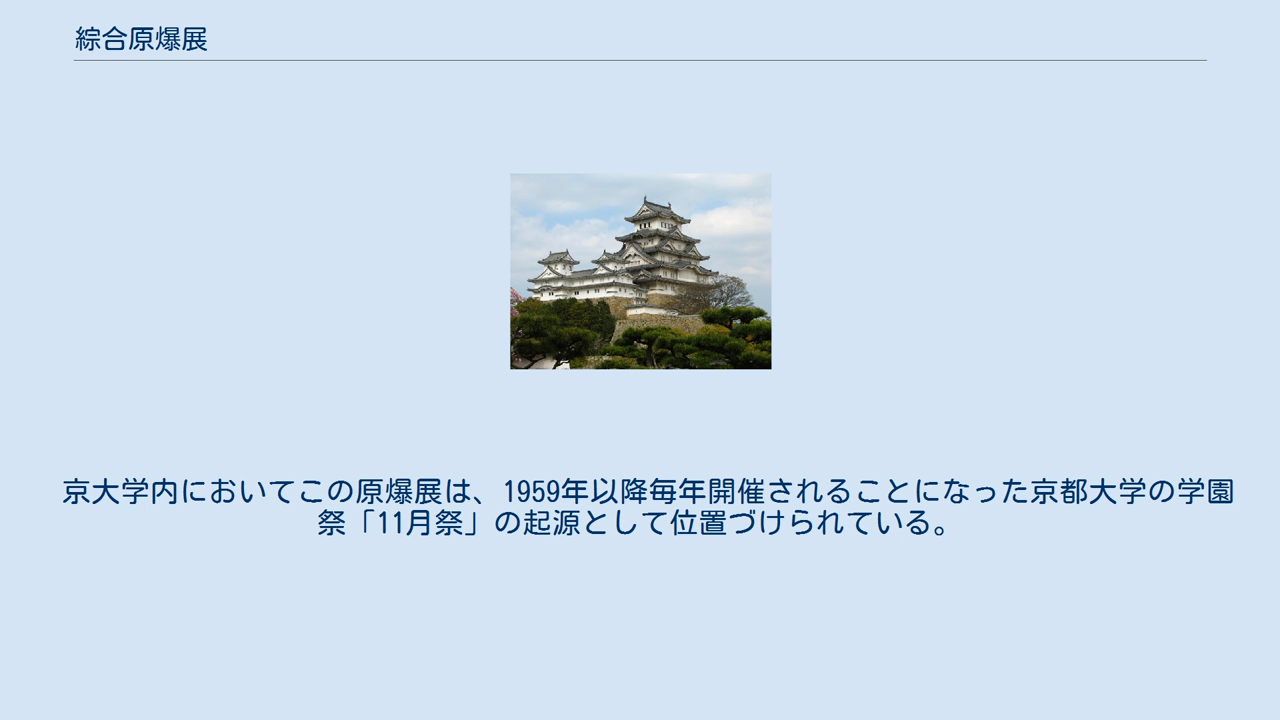 綜合原爆展
京大学内においてこの原爆展は、1959年以降毎年開催されることになった京都大学の学園
祭「11月祭」の起源として位置づけられている。